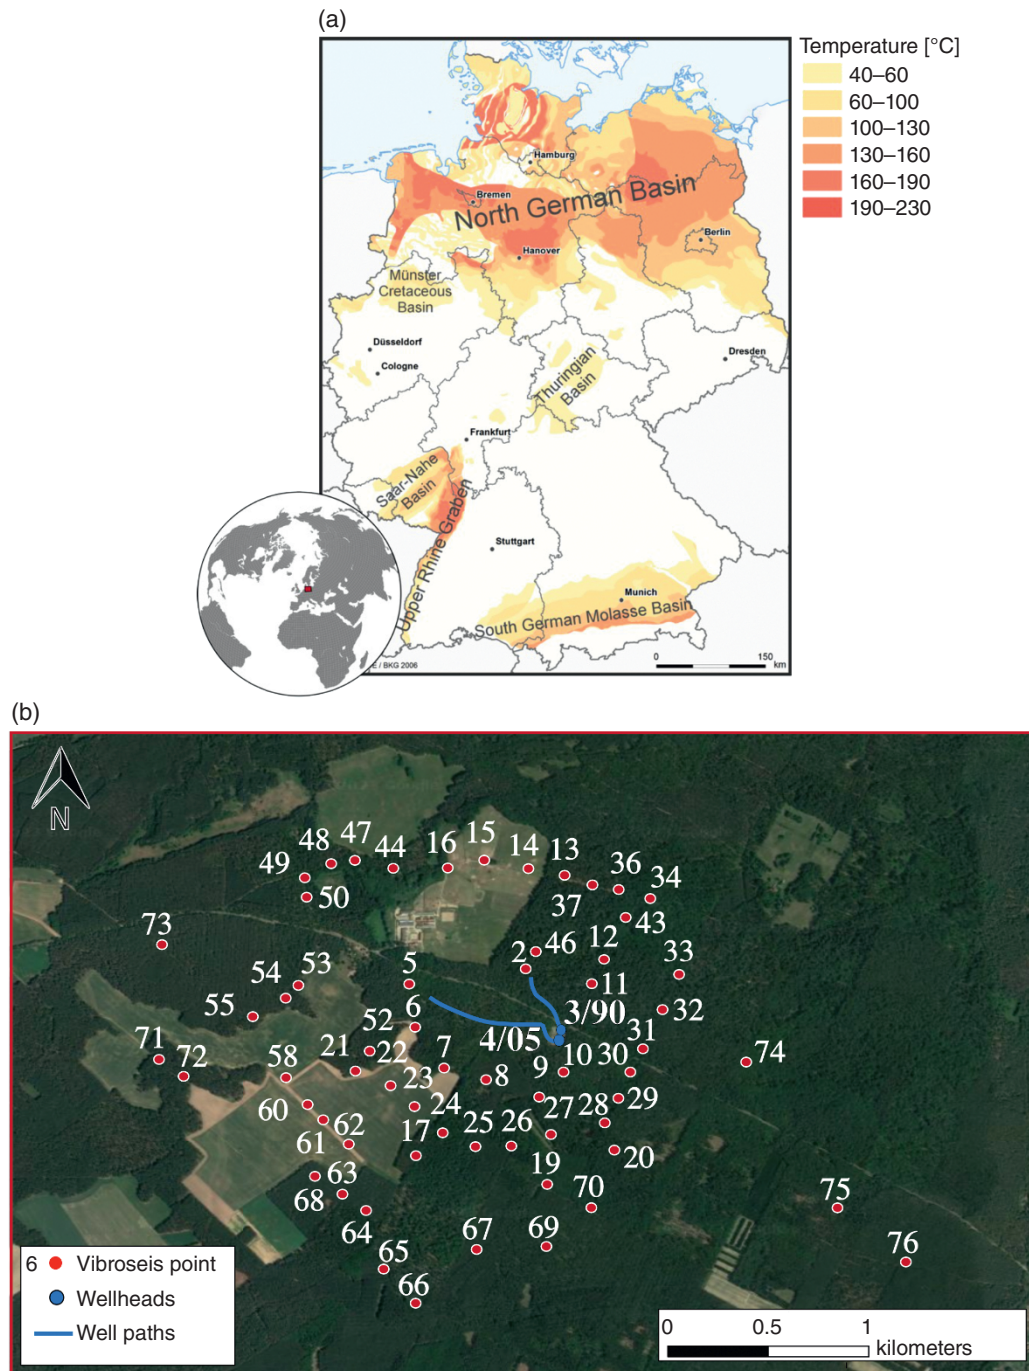 (a)
Temperature [°C]
40–60
60–100
100–130
130–160
160–190
190–230
Hamburg
Bremen
North German Basin
Berlin
Hanover
Münster
Cretaceous
Basin
Düsseldorf
Cologne
Dresden
Thuringian
Basin
Frankfurt
Saar-Nahe
Basin
Upper Rhine Graben
Stuttgart
Munich
South German Molasse Basin
0 150
km
E / BKG 2006
(b)
N
48 47 44 16 15 14 13
49
50
37 36 34
43
73
2 46 12 33
54 53 5
55
11
32
6
3/90
4/05
52
31
71 72 58 21 22 7 8 9 10 30 74
60 23 29
61 62 24 25 26 27 28
17 20
68 63 19 70 75
64
65 67 69 76
66
6 Vibroseis point
Wellheads
Well paths
0 0.5 1
kilometers